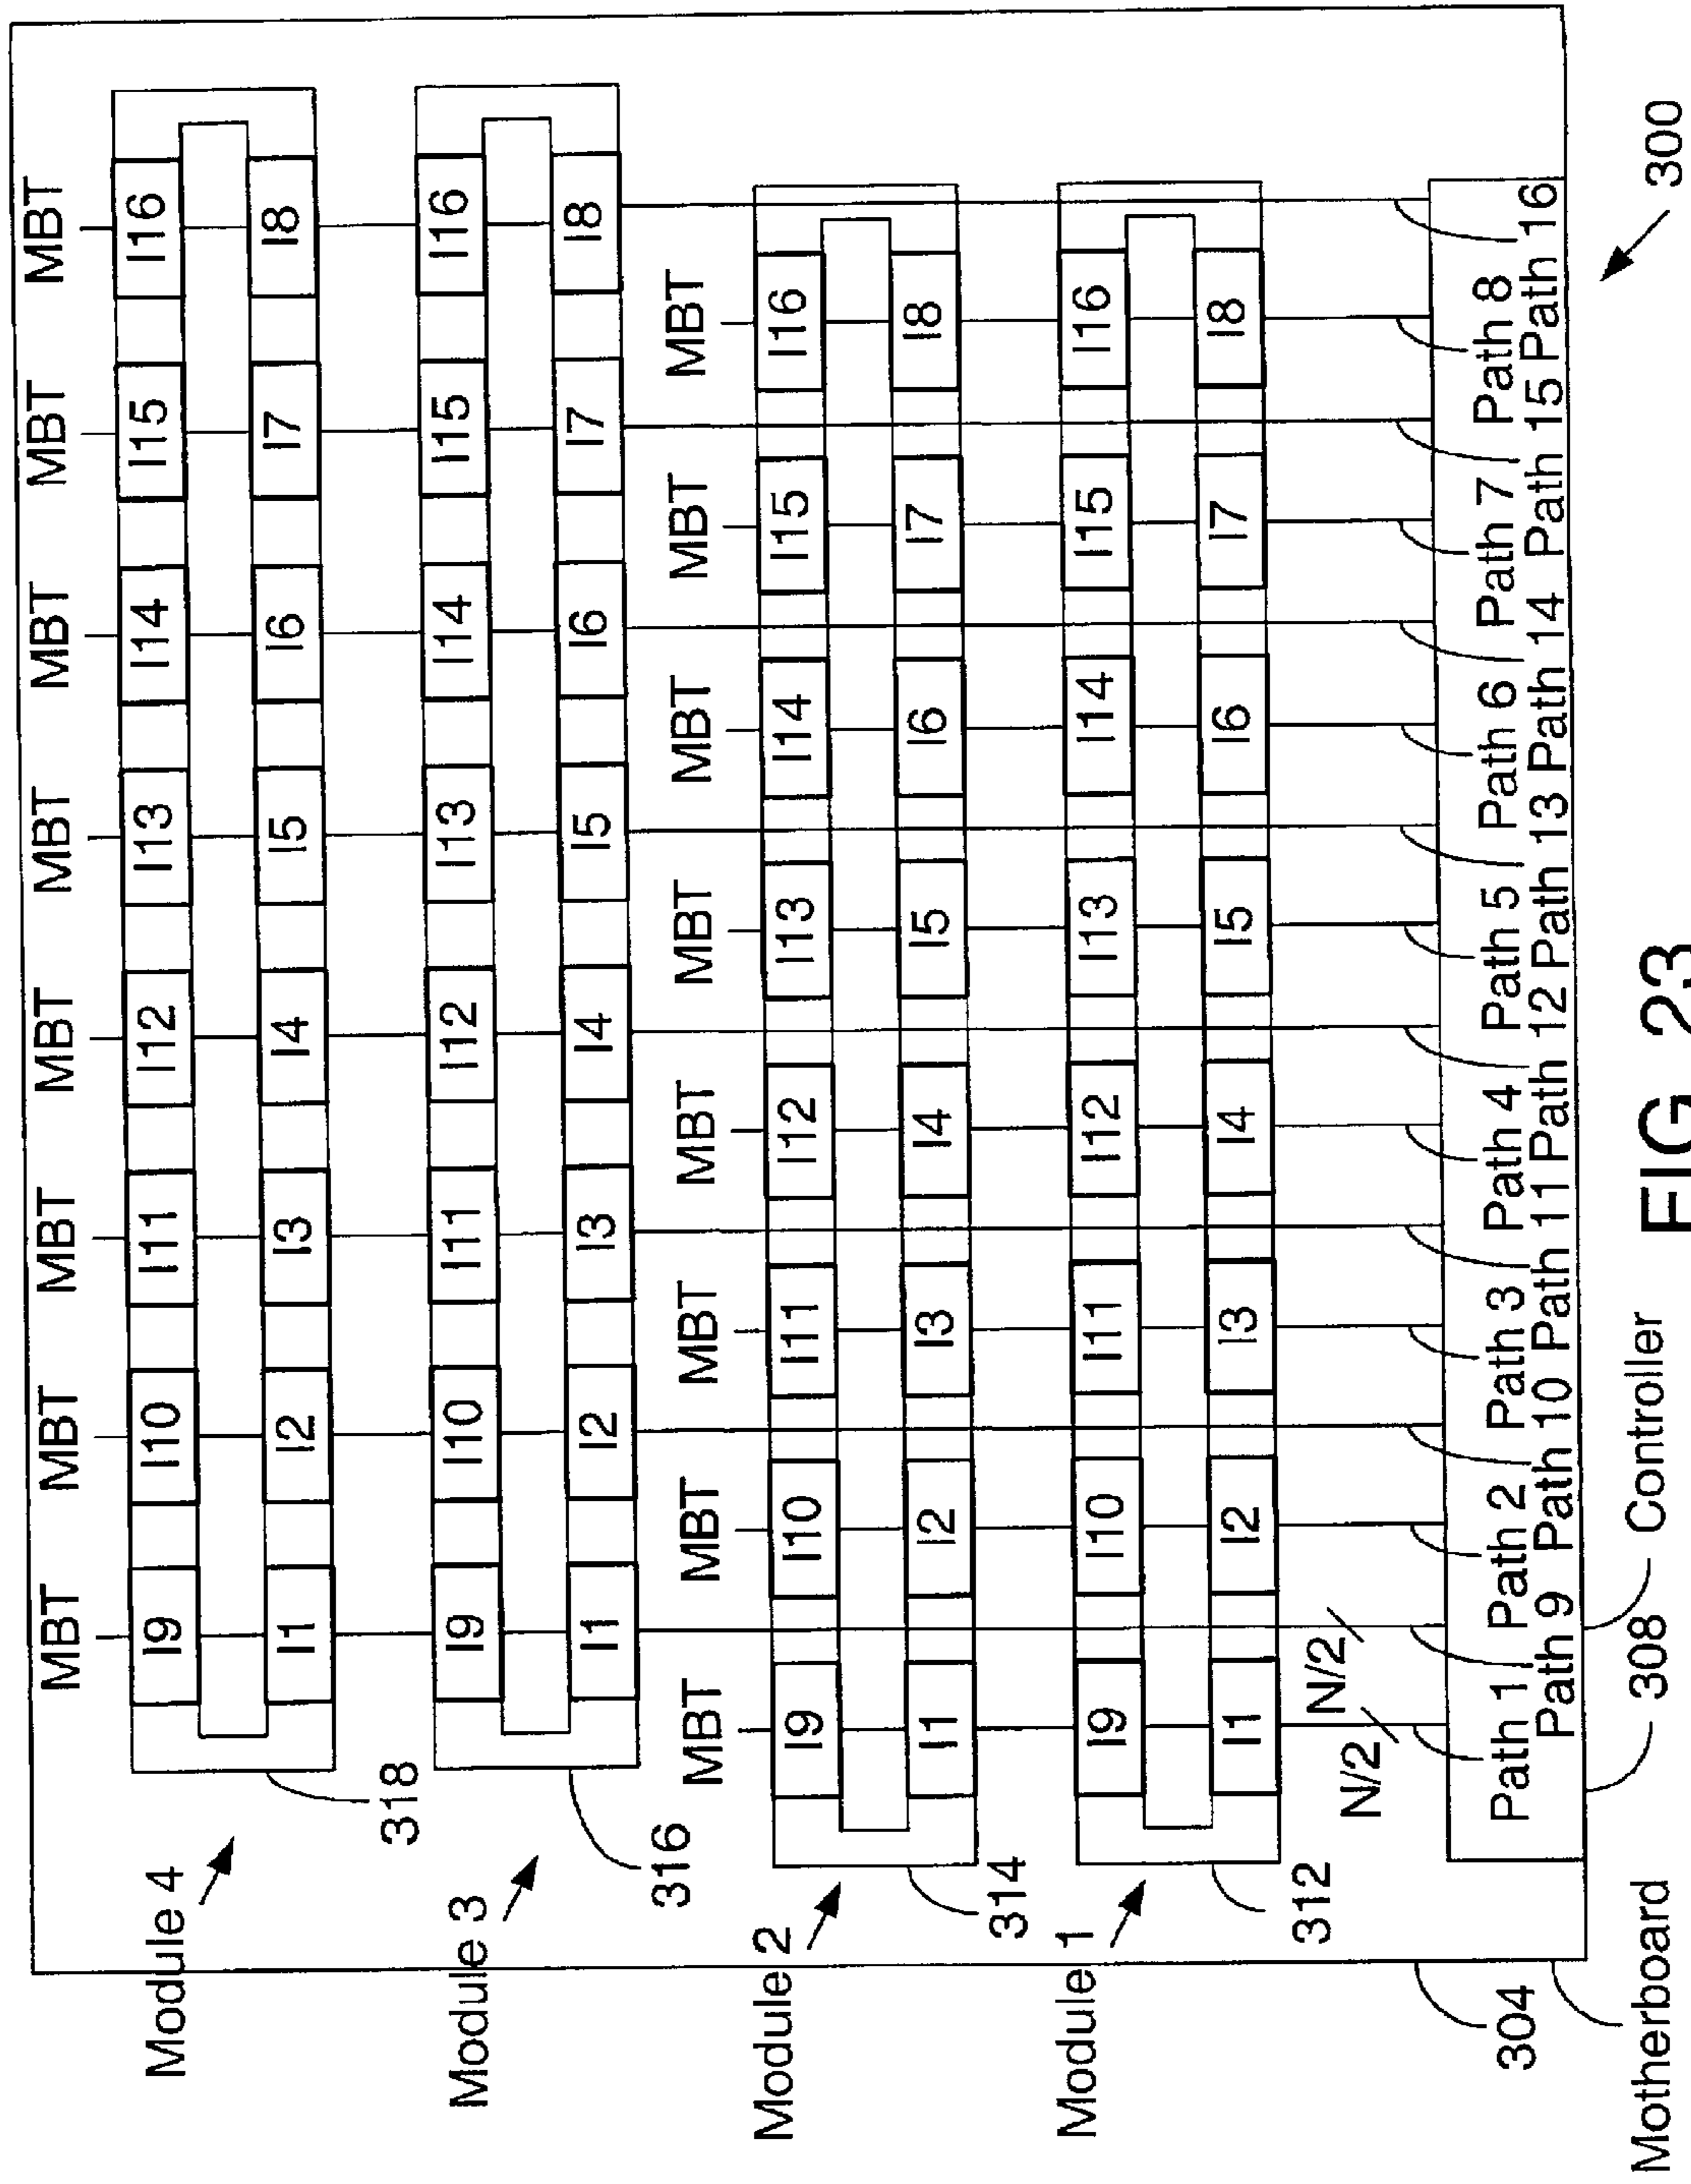 MBT MBT MBT MBT MBT MBT MBT MBT
Module 4
I9 I10 I11 I12 I13 I14 I15 I16
I1 I2 I3 I4 I5 I6 I7 I8
318
Module 3
I9 I10 I11 I12 I13 I14 I15 I16
I1 I2 I3 I4 I5 I6 I7 I8
316
MBT MBT MBT MBT MBT MBT MBT MBT
Module 2
I9 I10 I11 I12 I13 I14 I15 I16
I1 I2 I3 I4 I5 I6 I7 I8
314
Module 1
I9 I10 I11 I12 I13 I14 I15 I16
I1 I2 I3 I4 I5 I6 I7 I8
312
N/2 N/2
Path 1 Path 2 Path 3 Path 4 Path 5 Path 6 Path 7 Path 8
Path 9 Path 10 Path 11 Path 12 Path 13 Path 14 Path 15 Path 16
304
Motherboard
308
Controller
FIG. 23
300